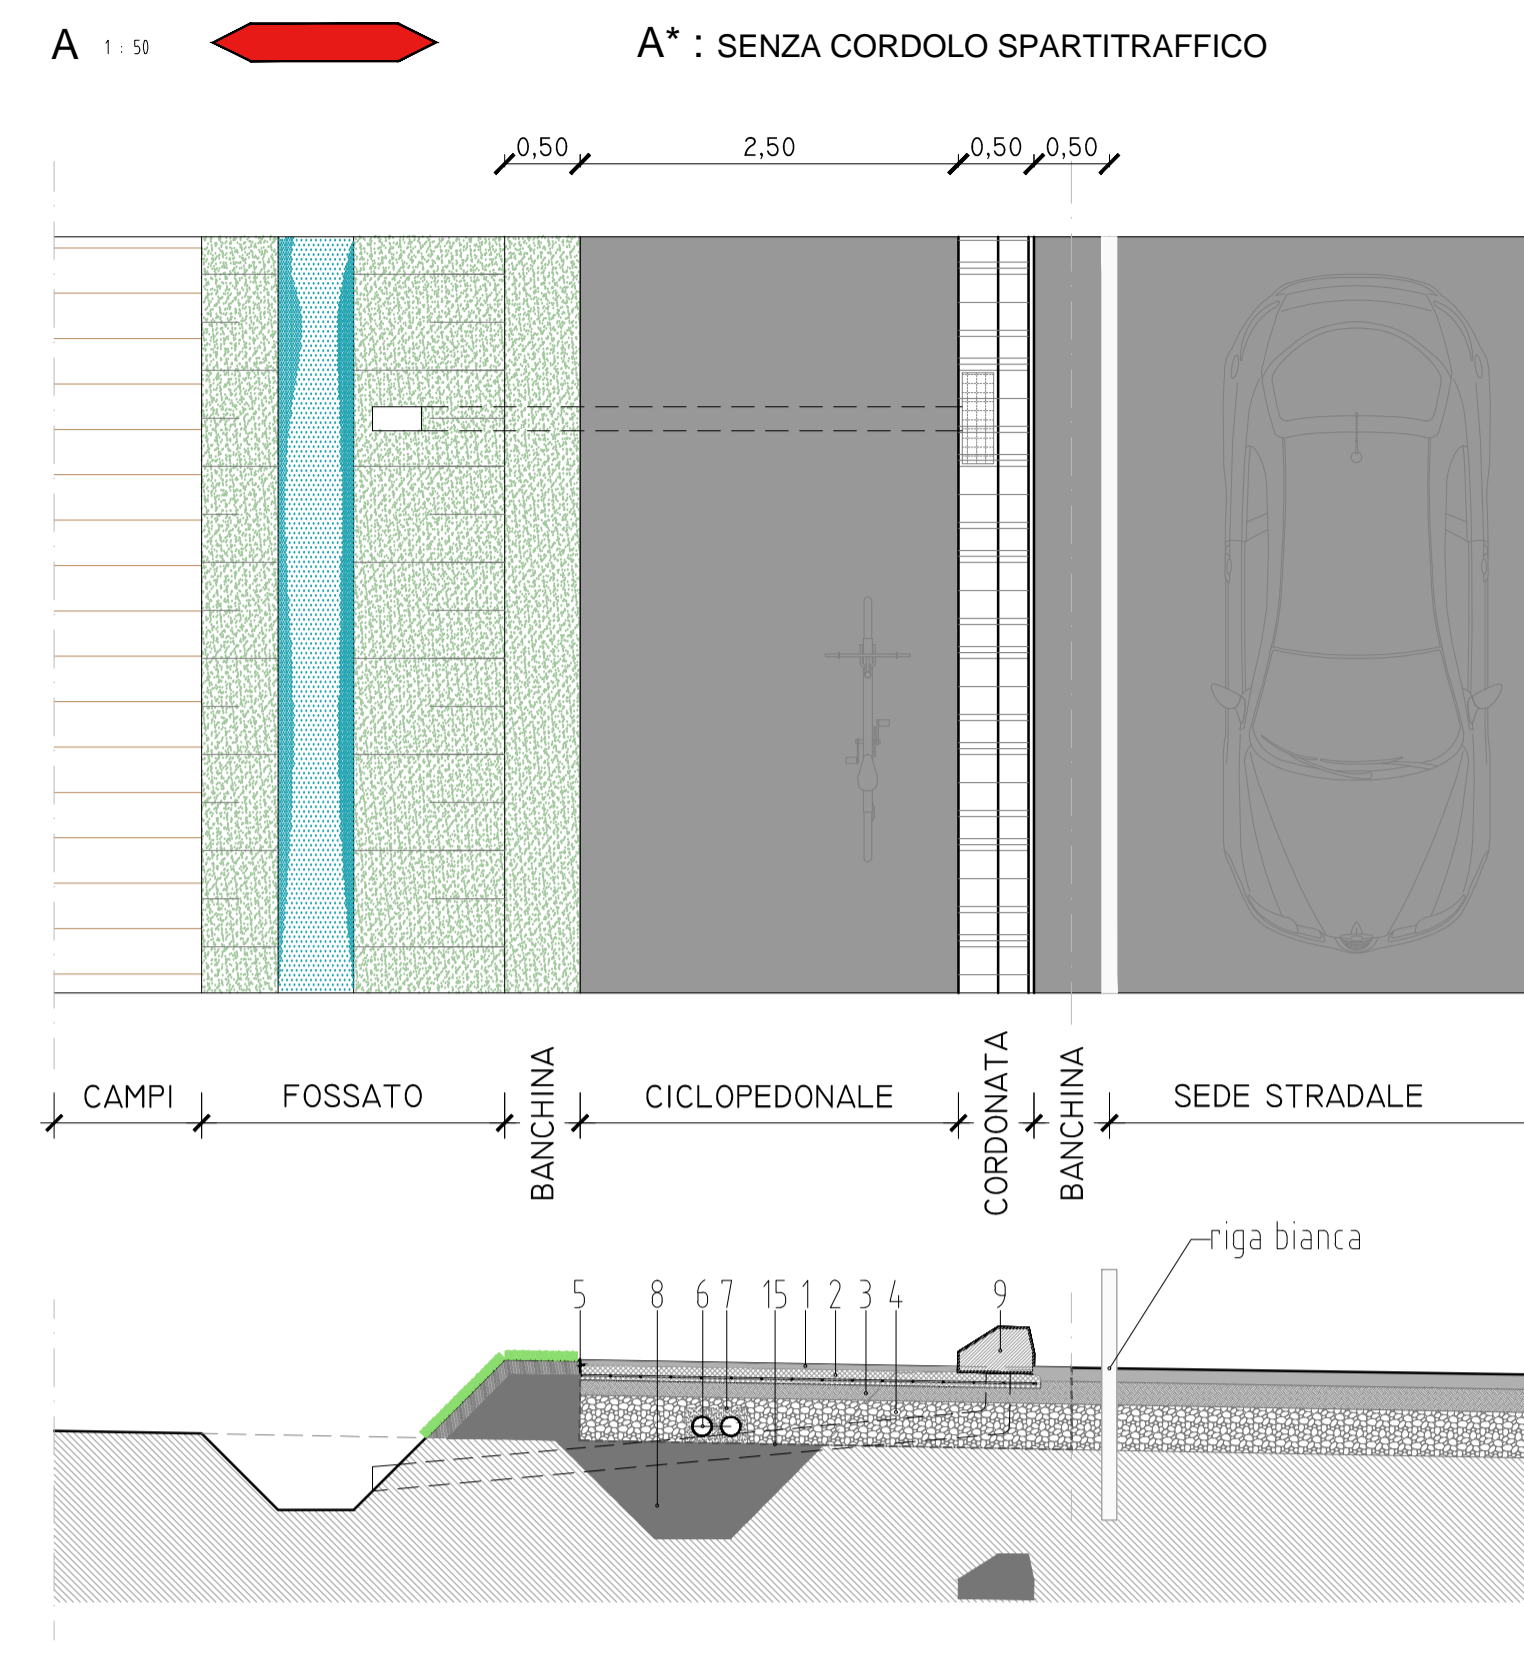 A 1 : 50
A* : SENZA CORDOLO SPARTITRAFFICO
0,50 2,50 0,50 0,50
CAMPI FOSSATO BANCHINA CICLOPEDONALE CORDONATA BANCHINA SEDE STRADALE
riga bianca
5 8 6 7 15 1 2 3 4 9